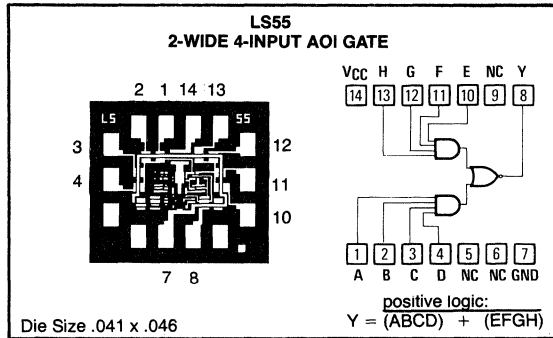 LS55
2-WIDE 4-INPUT AOI GATE
2 1 14 13
LS 55
3
4
12
11
10
7 8
Die Size .041 x .046
VCC H G F E NC Y
14 13 12 11 10 9 8
1 2 3 4 5 6 7
A B C D NC NC GND
positive logic:
Y = (ABCD) + (EFGH)